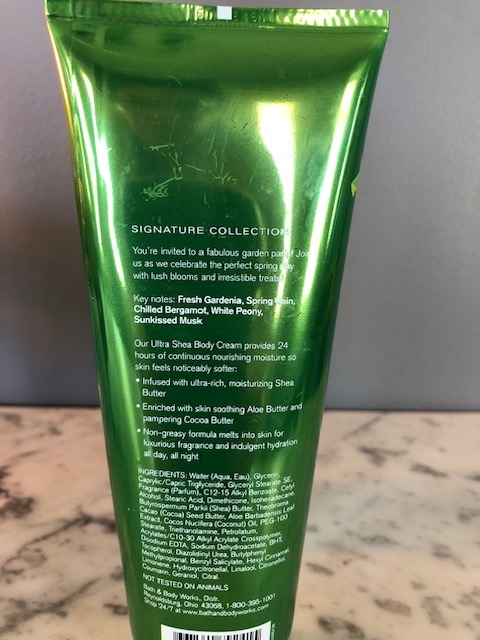 SIGNATURE COLLECTION
You're invited to a fabulous garden party! Join
us as we celebrate the perfect spring day
with lush blooms and irresistible treats!
Key notes: Fresh Gardenia, Spring Rain,
Chilled Bergamot, White Peony,
Sunkissed Musk
Our Ultra Shea Body Cream provides 24
hours of continuous nourishing moisture so
skin feels noticeably softer:
• Infused with ultra-rich, moisturizing Shea
Butter
• Enriched with skin soothing Aloe Butter and
pampering Cocoa Butter
• Non-greasy formula melts into skin for
luxurious fragrance and indulgent hydration
all day, all night
INGREDIENTS: Water (Aqua, Eau), Glycerin,
Caprylic/Capric Triglyceride, Glyceryl Stearate SE,
Fragrance (Parfum), C12-15 Alkyl Benzoate, Cetyl
Alcohol, Stearic Acid, Dimethicone, Isohexadecane,
Butyrospermum Parkii (Shea) Butter, Theobroma
Cacao (Cocoa) Seed Butter, Aloe Barbadensis Leaf
Extract, Cocos Nucifera (Coconut) Oil, PEG-100
Stearate, Triethanolamine, Petrolatum,
Acrylates/C10-30 Alkyl Acrylate Crosspolymer,
Disodium EDTA, Sodium Dehydroacetate, BHT,
Tocopherol, Diazolidinyl Urea, Butylphenyl
Methylpropional, Benzyl Salicylate, Hexyl Cinnamal,
Limonene, Hydroxycitronellal, Linalool, Citronellol,
Coumarin, Geraniol, Citral.
NOT TESTED ON ANIMALS
Bath & Body Works, Distr.
Reynoldsburg, Ohio 43068, 1-800-395-1001
Shop 24/7 at www.bathandbodyworks.com